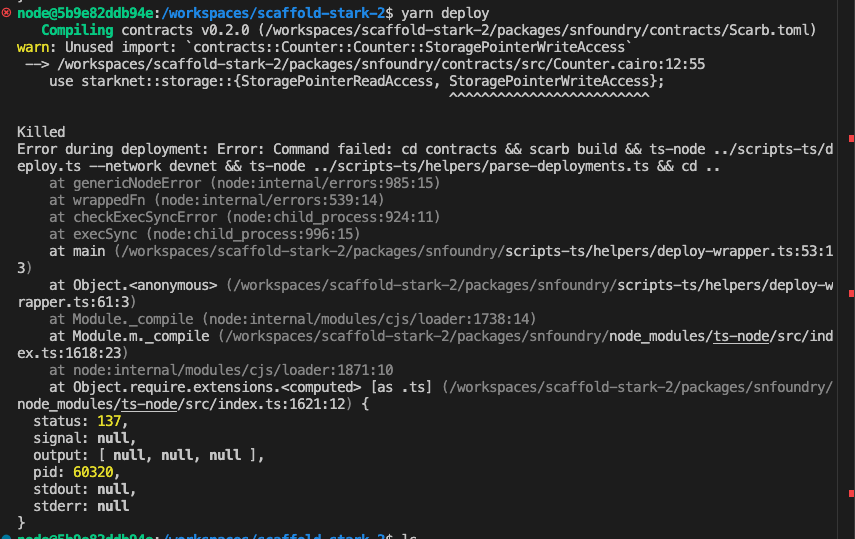 node@5b9e82ddb94e:/workspaces/scaffold-stark-2$ yarn deploy
Compiling contracts v0.2.0 (/workspaces/scaffold-stark-2/packages/snfoundry/contracts/Scarb.toml)
warn: Unused import: `contracts::Counter::Counter::StoragePointerWriteAccess`
--> /workspaces/scaffold-stark-2/packages/snfoundry/contracts/src/Counter.cairo:12:55
use starknet::storage::{StoragePointerReadAccess, StoragePointerWriteAccess};
^^^^^^^^^^^^^^^^^^^^^^^^^
Killed
Error during deployment: Error: Command failed: cd contracts && scarb build && ts-node ../scripts-ts/d
eploy.ts --network devnet && ts-node ../scripts-ts/helpers/parse-deployments.ts && cd ..
at genericNodeError (node:internal/errors:985:15)
at wrappedFn (node:internal/errors:539:14)
at checkExecSyncError (node:child_process:924:11)
at execSync (node:child_process:996:15)
at main (/workspaces/scaffold-stark-2/packages/snfoundry/scripts-ts/helpers/deploy-wrapper.ts:53:1
3)
at Object.<anonymous> (/workspaces/scaffold-stark-2/packages/snfoundry/scripts-ts/helpers/deploy-w
rapper.ts:61:3)
at Module._compile (node:internal/modules/cjs/loader:1738:14)
at Module.m._compile (/workspaces/scaffold-stark-2/packages/snfoundry/node_modules/ts-node/src/ind
ex.ts:1618:23)
at node:internal/modules/cjs/loader:1871:10
at Object.require.extensions.<computed> [as .ts] (/workspaces/scaffold-stark-2/packages/snfoundry/
node_modules/ts-node/src/index.ts:1621:12) {
status: 137,
signal: null,
output: [ null, null, null ],
pid: 60320,
stdout: null,
stderr: null
}
node@5b9e82ddb94e:/workspaces/scaffold-stark-2$ ls